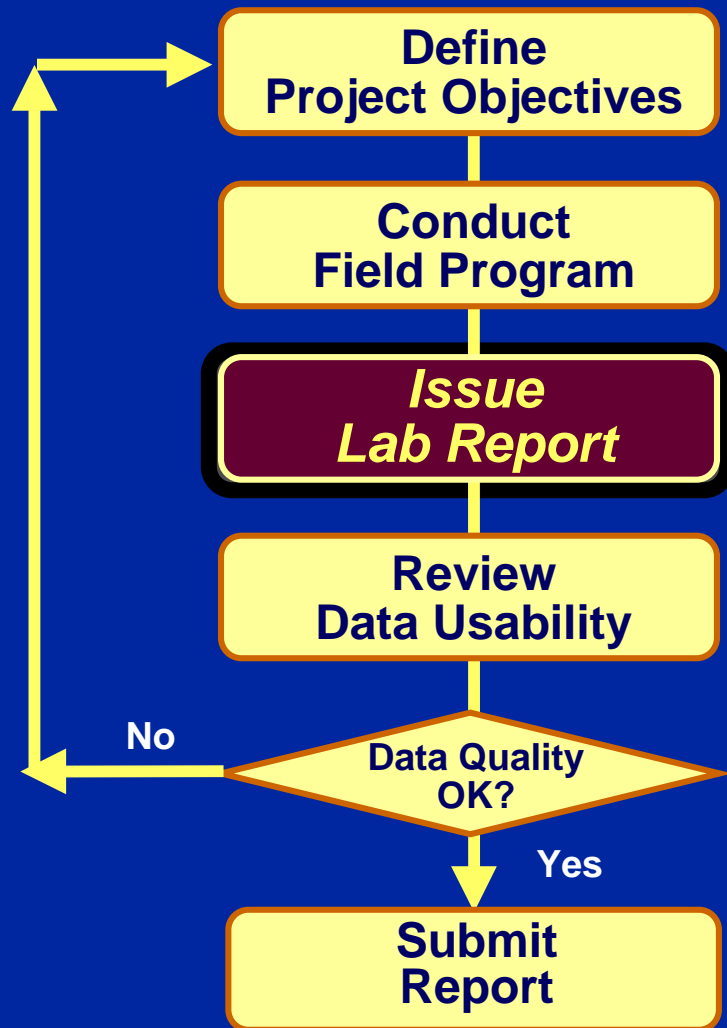 Define
Project Objectives
Conduct
Field Program
Issue
Lab Report
Review
Data Usability
No
Data Quality
OK?
Yes
Submit
Report